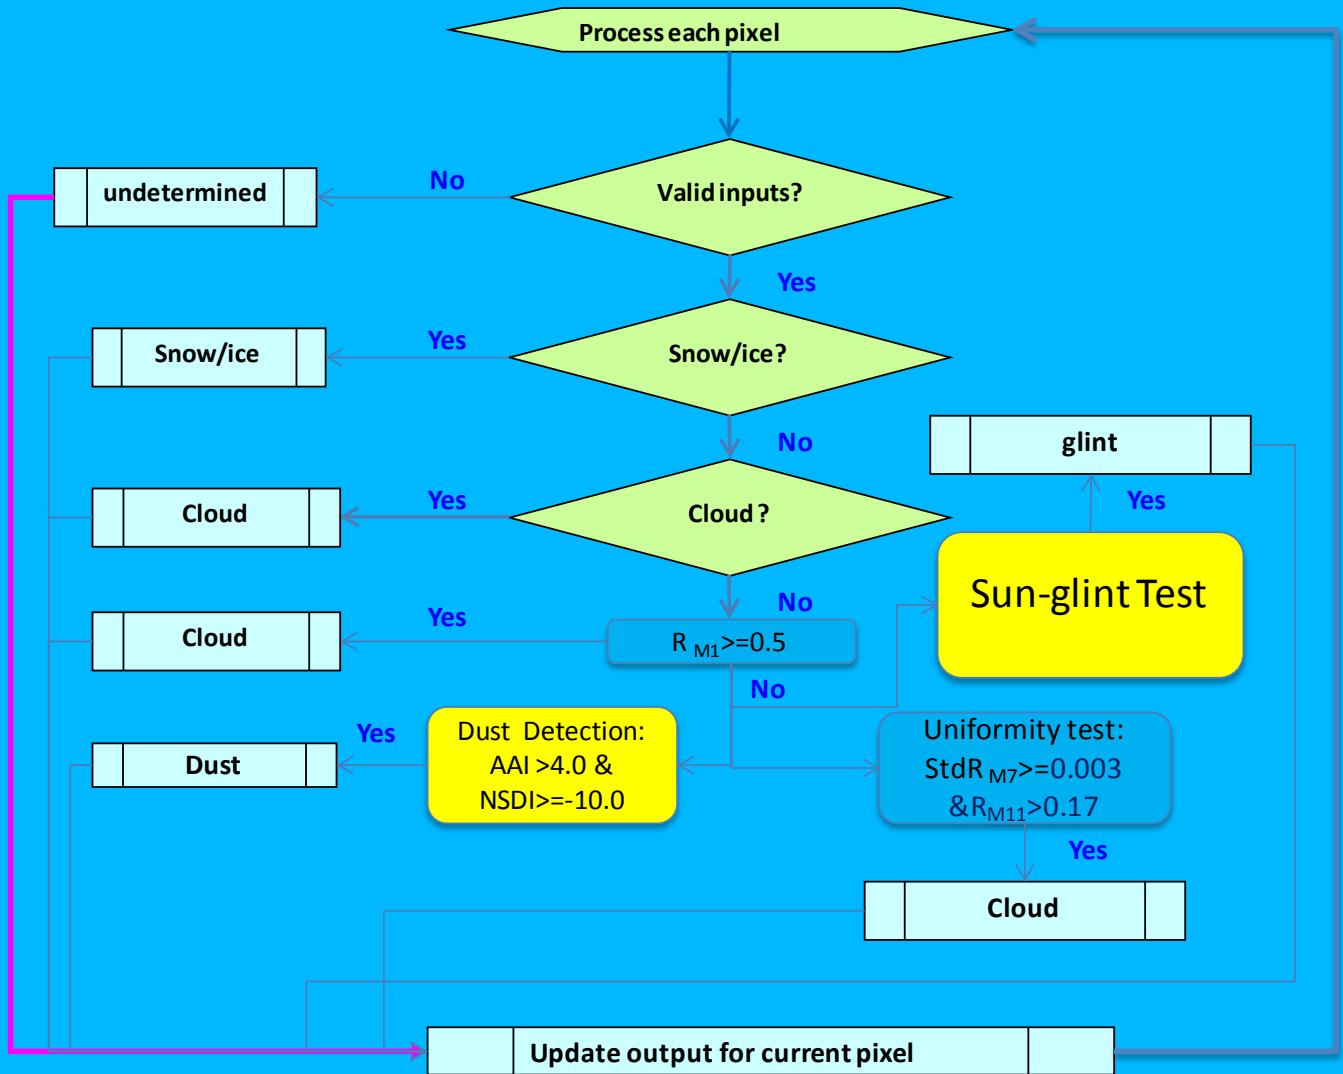 Process each pixel
No
undetermined
Valid inputs?
Yes
Yes
Snow/ice
Snow/ice?
No
glint
Yes
Cloud
Cloud ?
Yes
Sun-glint Test
No
Yes
Cloud
R M1>=0.5
No
Yes
Dust Detection:
AAI >4.0 &
NSDI>=-10.0
Dust
Uniformity test:
StdR M7>=0.003
&RM11>0.17
Yes
Cloud
Update output for current pixel